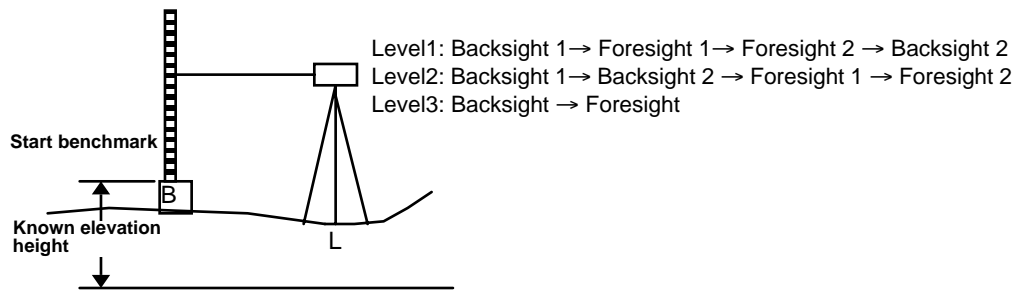 Level1: Backsight 1→ Foresight 1→ Foresight 2 → Backsight 2
Level2: Backsight 1→ Backsight 2 → Foresight 1 → Foresight 2
Level3: Backsight → Foresight
Start benchmark
B
Known elevation
height
L